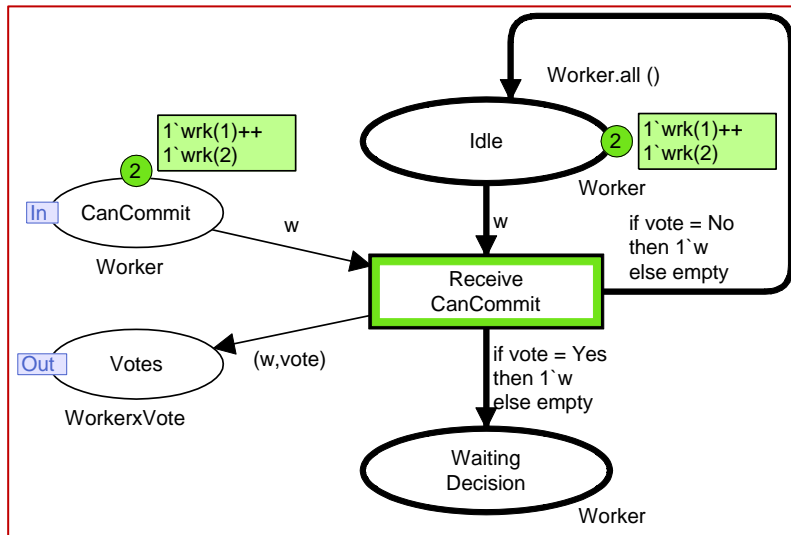 Worker.all ()
1`wrk(1)++
1`wrk(2)
2
Idle
2
1`wrk(1)++
1`wrk(2)
Worker
In
CanCommit
Worker
w
w
if vote = No
then 1`w
else empty
Receive
CanCommit
Out
Votes
(w,vote)
WorkerxVote
if vote = Yes
then 1`w
else empty
Waiting
Decision
Worker